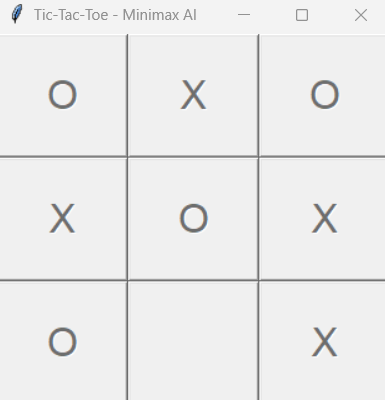 Tic-Tac-Toe - Minimax AI
O X O
X O X
O X